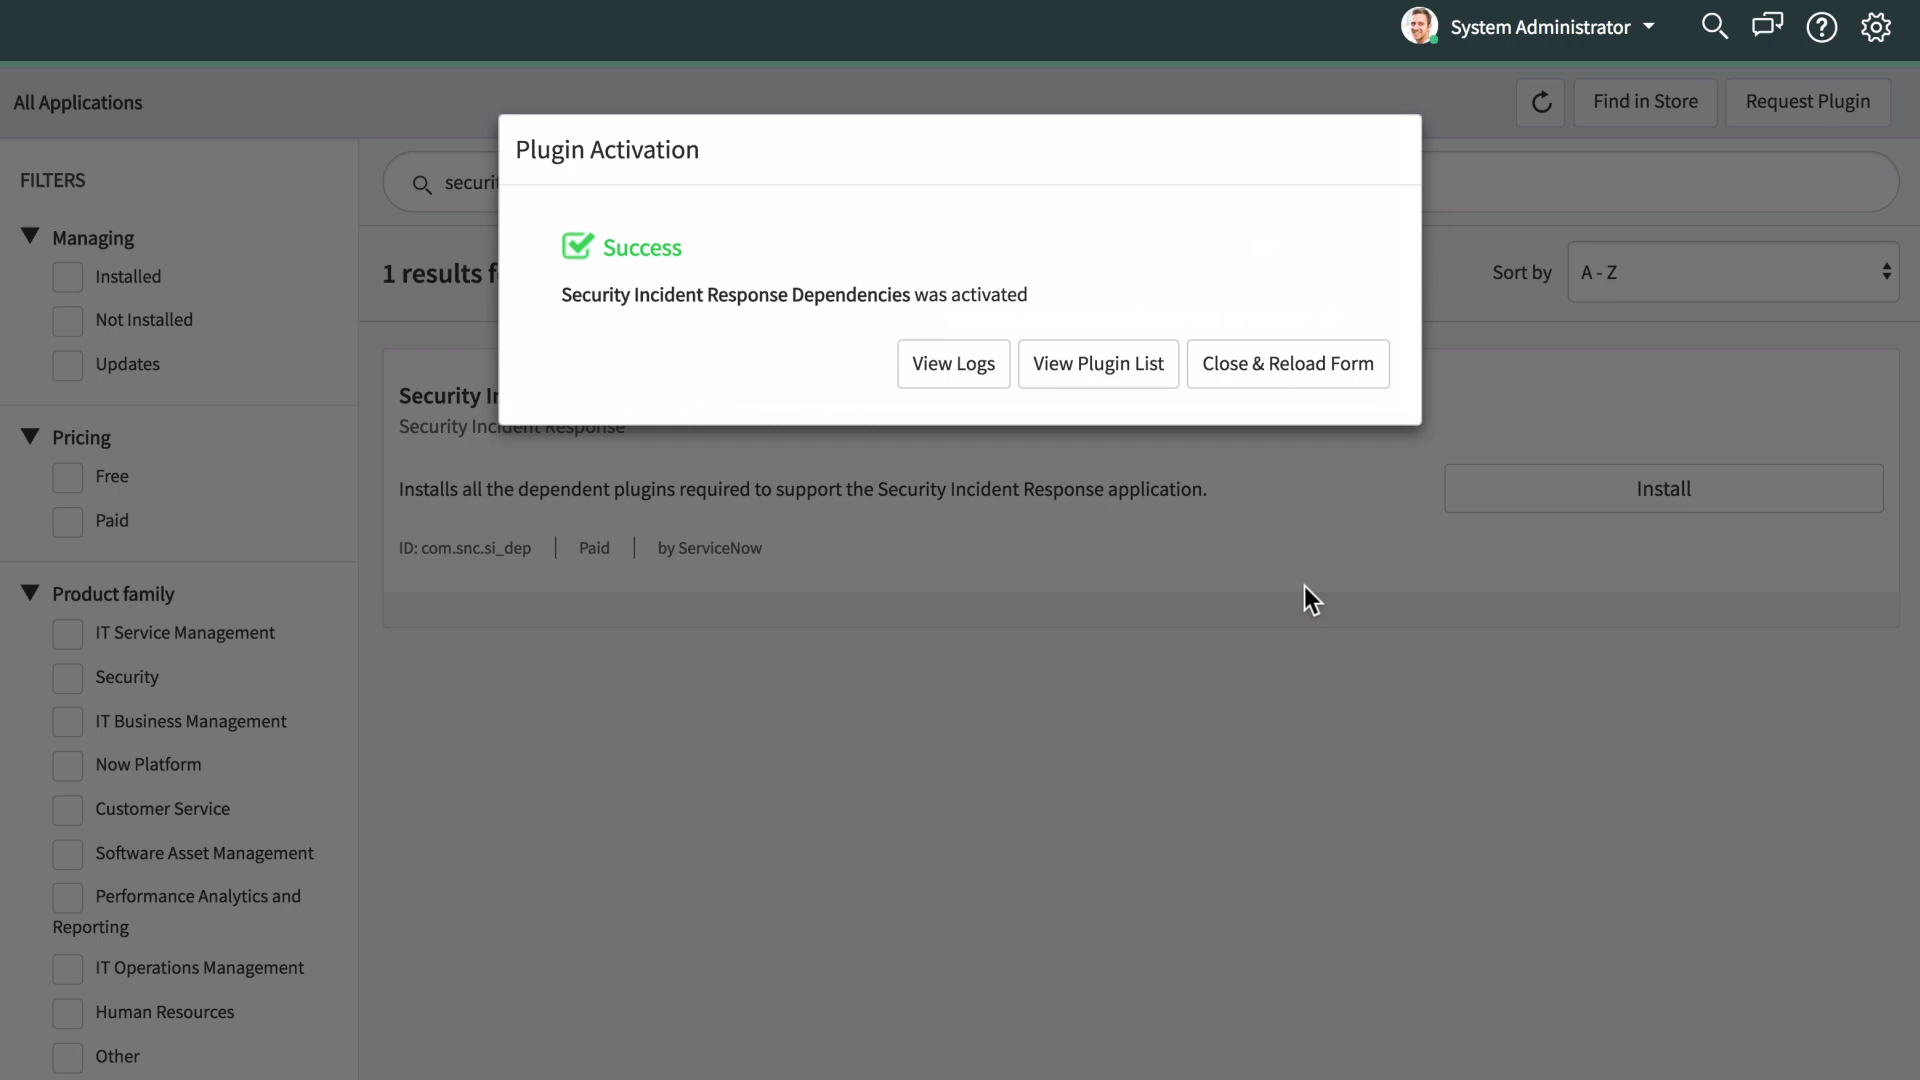 System Administrator
All Applications
Find in Store
Request Plugin
Plugin Activation
FILTERS
Managing
Installed
Not Installed
Updates
Pricing
Free
Paid
Product family
IT Service Management
Security
IT Business Management
Now Platform
Customer Service
Software Asset Management
Performance Analytics and
Reporting
IT Operations Management
Human Resources
Other
Success
Security Incident Response Dependencies was activated
View Logs
View Plugin List
Close & Reload Form
1 results
Sort by
A - Z
Security
Security Incident Response
Installs all the dependent plugins required to support the Security Incident Response application.
Install
ID: com.snc.si_dep
Paid
by ServiceNow